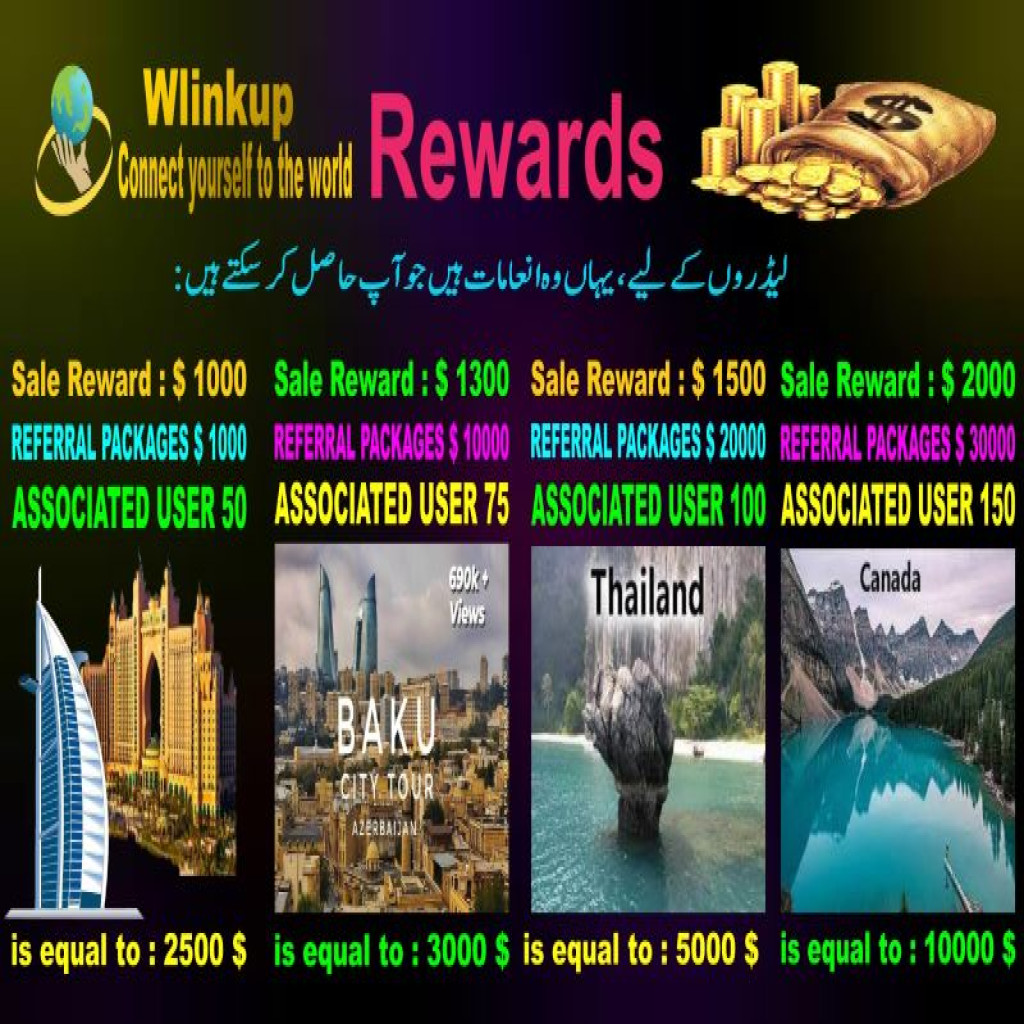 Wlinkup
Connect yourself to the world
Rewards
$
لیڈروں کے لیے، یہاں وہ انعامات ہیں جو آپ حاصل کر سکتے ہیں:
Sale Reward : $ 1000
REFERRAL PACKAGES $ 1000
ASSOCIATED USER 50
is equal to : 2500 $
Sale Reward : $ 1300
REFERRAL PACKAGES $ 10000
ASSOCIATED USER 75
690k +
Views
BAKU
CITY TOUR
AZERBAIJAN
is equal to : 3000 $
Sale Reward : $ 1500
REFERRAL PACKAGES $ 20000
ASSOCIATED USER 100
Thailand
is equal to : 5000 $
Sale Reward : $ 2000
REFERRAL PACKAGES $ 30000
ASSOCIATED USER 150
Canada
is equal to : 10000 $